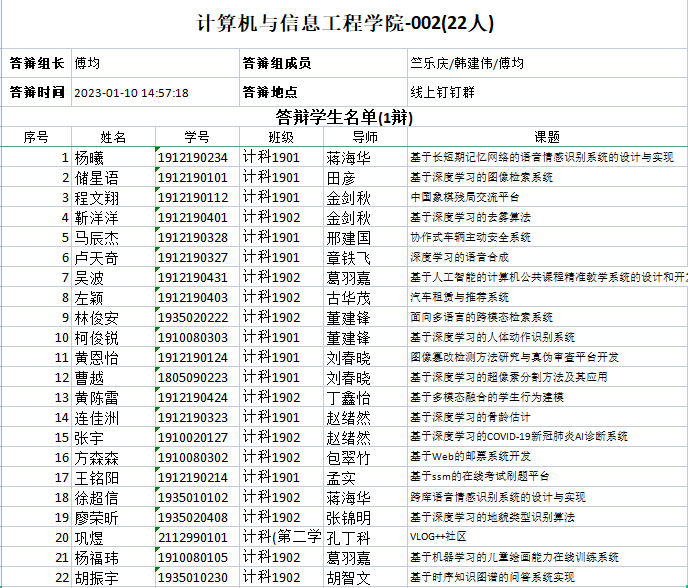 计算机与信息工程学院-002(22人)
答辩组长 傅均 答辩组成员 竺乐庆/韩建伟/傅均
答辩时间 2023-01-10 14:57:18 答辩地点 线上钉钉群
答辩学生名单(1辩)
序号 姓名 学号 班级 导师 课题
1 杨曦 1912190234 计科1901 蒋海华 基于长短期记忆网络的语音情感识别系统的设计与实现
2 储星语 1912190101 计科1901 田彦 基于深度学习的图像检索系统
3 程文翔 1912190112 计科1901 金剑秋 中国象棋残局交流平台
4 靳洋洋 1912190401 计科1902 金剑秋 基于深度学习的去雾算法
5 马辰杰 1912190328 计科1901 邢建国 协作式车辆主动安全系统
6 卢天奇 1912190327 计科1901 章铁飞 深度学习的语音合成
7 吴波 1912190431 计科1902 葛羽嘉 基于人工智能的计算机公共课程精准教学系统的设计和开
8 左颖 1912190403 计科1902 古华茂 汽车租赁与推荐系统
9 林俊安 1935020222 计科1902 董建锋 面向多语言的跨模态检索系统
10 柯俊锐 1910080303 计科1901 董建锋 基于深度学习的人体动作识别系统
11 黄恩怡 1912190124 计科1901 刘春晓 图像篡改检测方法研究与真伪审查平台开发
12 曹越 1805090223 计科1901 刘春晓 基于深度学习的超像素分割方法及其应用
13 黄陈雷 1912190424 计科1902 丁鑫怡 基于多模态融合的学生行为建模
14 连佳洲 1912190323 计科1901 赵绪然 基于深度学习的骨龄估计
15 张宇 1910020127 计科1902 赵绪然 基于深度学习的COVID-19新冠肺炎AI诊断系统
16 方森森 1910080302 计科1902 包翠竹 基于Web的邮票系统开发
17 王铭阳 1912190214 计科1901 孟实 基于ssm的在线考试刷题平台
18 徐超信 1935010102 计科1902 蒋海华 跨库语音情感识别系统的设计与实现
19 廖荣昕 1935020408 计科1902 张锦明 基于深度学习的地貌类型识别算法
20 巩煜 2112990101 计科(第二学 孔丁科 VLOG++社区
21 杨福玮 1910080105 计科1902 葛羽嘉 基于机器学习的儿童绘画能力在线训练系统
22 胡振宇 1935010230 计科1902 胡智文 基于时序知识图谱的问答系统实现